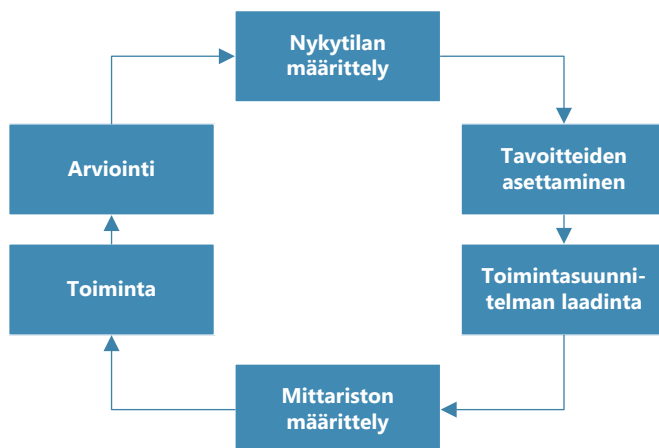 Nykytilan
määrittely
Arviointi
Tavoitteiden
asettaminen
Toiminta
Toimintasuunni-
telman laadinta
Mittariston
määrittely